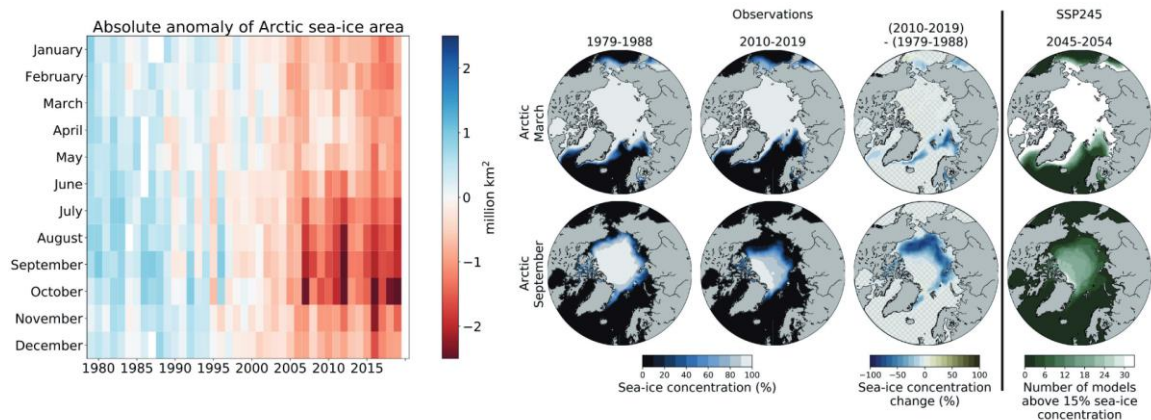 Absolute anomaly of Arctic sea-ice area
January
February
March
April
May
June
July
August
September
October
November
December
1980 1985 1990 1995 2000 2005 2010 2015
2
1
0
−1
−2
million km²
Observations
SSP245
1979-1988
2010-2019
(2010-2019)
- (1979-1988)
2045-2054
Arctic
March
Arctic
September
0 20 40 60 80 100
Sea-ice concentration (%)
−100 −50 0 50 100
Sea-ice concentration
change (%)
0 6 12 18 24 30
Number of models
above 15% sea-ice
concentration